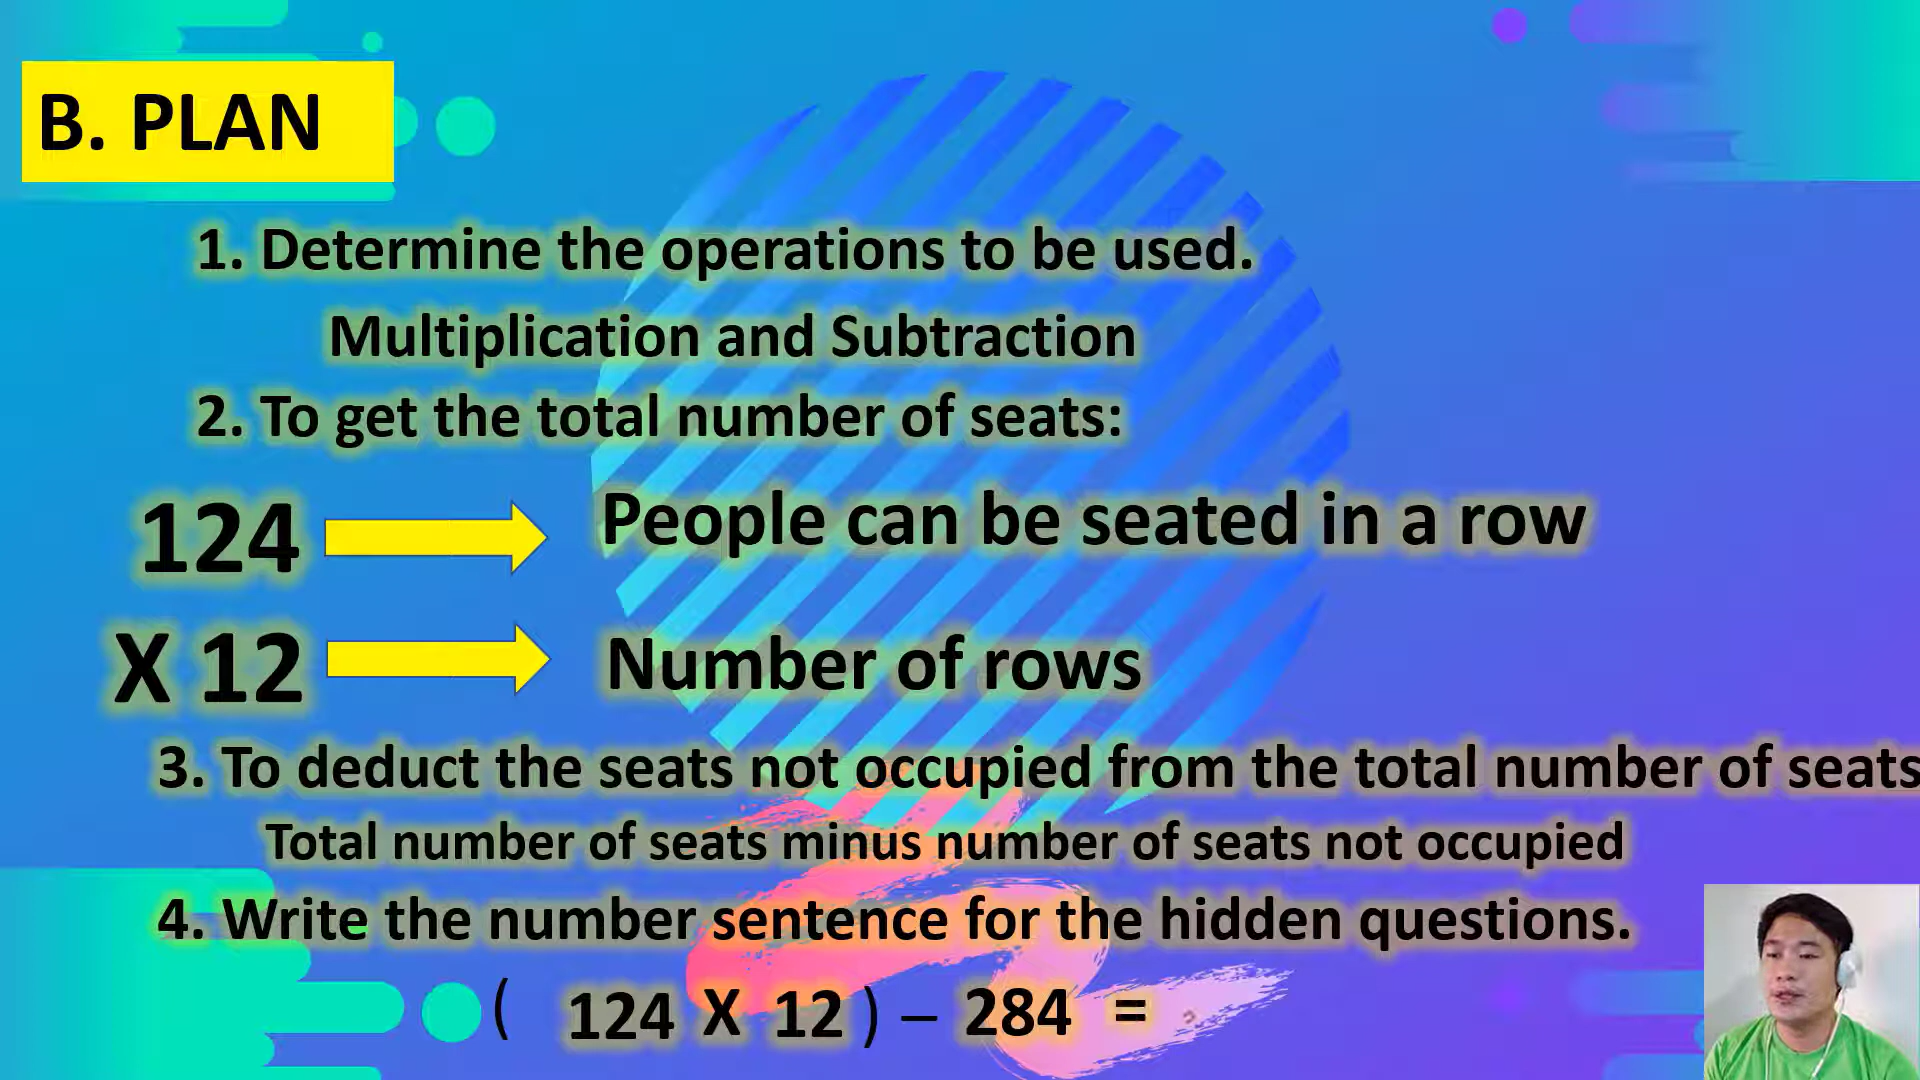 B. PLAN
1. Determine the operations to be used.
Multiplication and Subtraction
2. To get the total number of seats:
124 People can be seated in a row
X 12 Number of rows
3. To deduct the seats not occupied from the total number of seats
Total number of seats minus number of seats not occupied
4. Write the number sentence for the hidden questions.
( 124 X 12 ) – 284 = ?